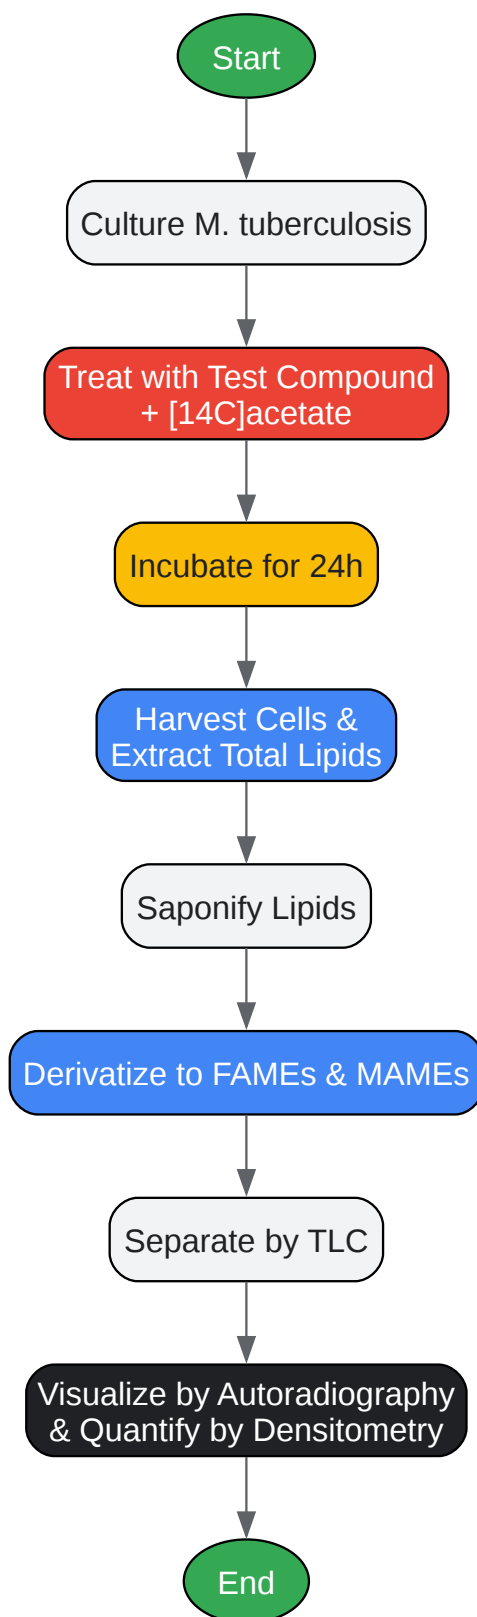 Start
Culture M. tuberculosis
Treat with Test Compound
+ [14C]acetate
Incubate for 24h
Harvest Cells &
Extract Total Lipids
Saponify Lipids
Derivatize to FAMEs & MAMEs
Separate by TLC
Visualize by Autoradiography
& Quantify by Densitometry
End